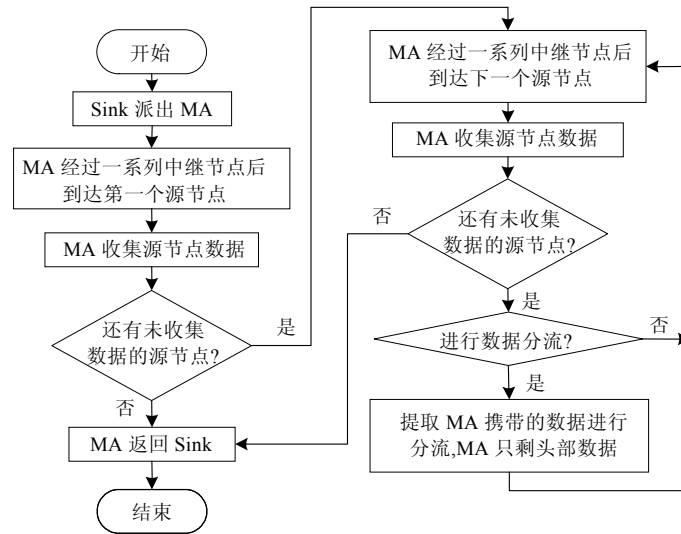 开始
Sink 派出 MA
MA 经过一系列中继节点后
到达第一个源节点
MA 收集源节点数据
还有未收集
数据的源节点?
是
否
MA 返回 Sink
结束
MA 经过一系列中继节点后
到达下一个源节点
MA 收集源节点数据
还有未收集
数据的源节点?
否
是
进行数据分流?
否
是
提取 MA 携带的数据进行
分流,MA 只剩头部数据